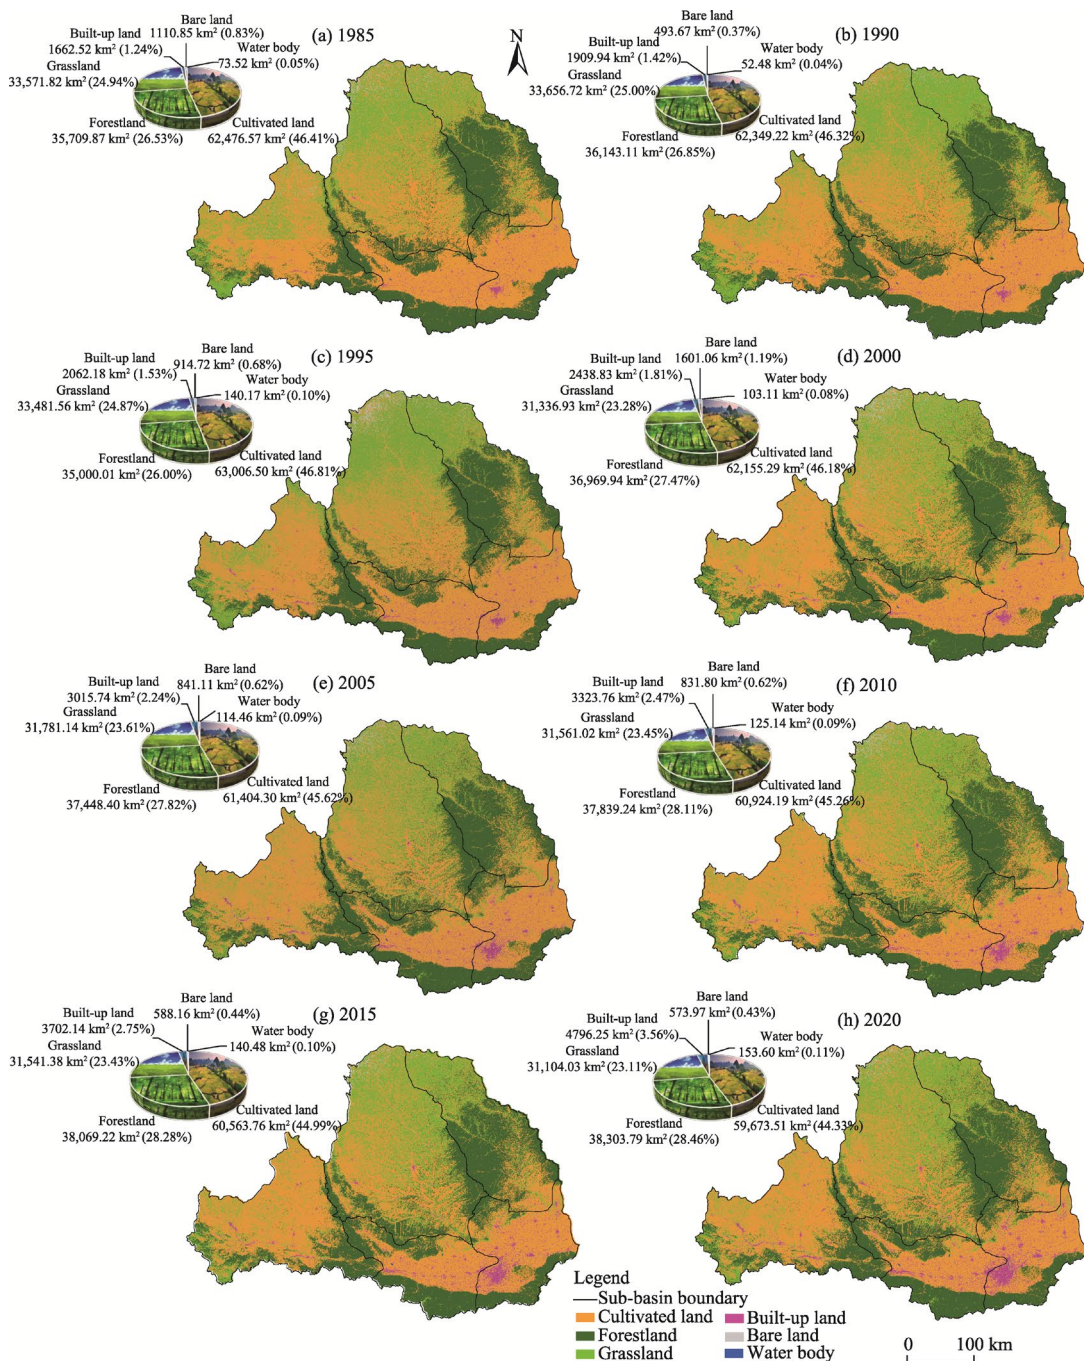 Bare land
1110.85 km² (0.83%)
(a) 1985
Built-up land
1662.52 km² (1.24%)
Water body
73.52 km² (0.05%)
Grassland
33,571.82 km² (24.94%)
Forestland
35,709.87 km² (26.53%)
Cultivated land
62,476.57 km² (46.41%)
N
Bare land
493.67 km² (0.37%)
(b) 1990
Built-up land
1909.94 km² (1.42%)
Water body
52.48 km² (0.04%)
Grassland
33,656.72 km² (25.00%)
Forestland
36,143.11 km² (26.85%)
Cultivated land
62,349.22 km² (46.32%)
Bare land
914.72 km² (0.68%)
(c) 1995
Built-up land
2062.18 km² (1.53%)
Water body
140.17 km² (0.10%)
Grassland
33,481.56 km² (24.87%)
Forestland
35,000.01 km² (26.00%)
Cultivated land
63,006.50 km² (46.81%)
Bare land
1601.06 km² (1.19%)
(d) 2000
Built-up land
2438.83 km² (1.81%)
Water body
103.11 km² (0.08%)
Grassland
31,336.93 km² (23.28%)
Forestland
36,969.94 km² (27.47%)
Cultivated land
62,155.29 km² (46.18%)
Bare land
841.11 km² (0.62%)
(e) 2005
Built-up land
3015.74 km² (2.24%)
Water body
114.46 km² (0.09%)
Grassland
31,781.14 km² (23.61%)
Forestland
37,448.40 km² (27.82%)
Cultivated land
61,404.30 km² (45.62%)
Bare land
831.80 km² (0.62%)
(f) 2010
Built-up land
3323.76 km² (2.47%)
Water body
125.14 km² (0.09%)
Grassland
31,561.02 km² (23.45%)
Forestland
37,839.24 km² (28.11%)
Cultivated land
60,924.19 km² (45.26%)
Bare land
588.16 km² (0.44%)
(g) 2015
Built-up land
3702.14 km² (2.75%)
Water body
140.48 km² (0.10%)
Grassland
31,541.38 km² (23.43%)
Forestland
38,069.22 km² (28.28%)
Cultivated land
60,563.76 km² (44.99%)
Bare land
573.97 km² (0.43%)
(h) 2020
Built-up land
4796.25 km² (3.56%)
Water body
153.60 km² (0.11%)
Grassland
31,104.03 km² (23.11%)
Forestland
38,303.79 km² (28.46%)
Cultivated land
59,673.51 km² (44.33%)
Legend
Sub-basin boundary
Cultivated land
Built-up land
Forestland
Bare land
Grassland
Water body
0 100 km